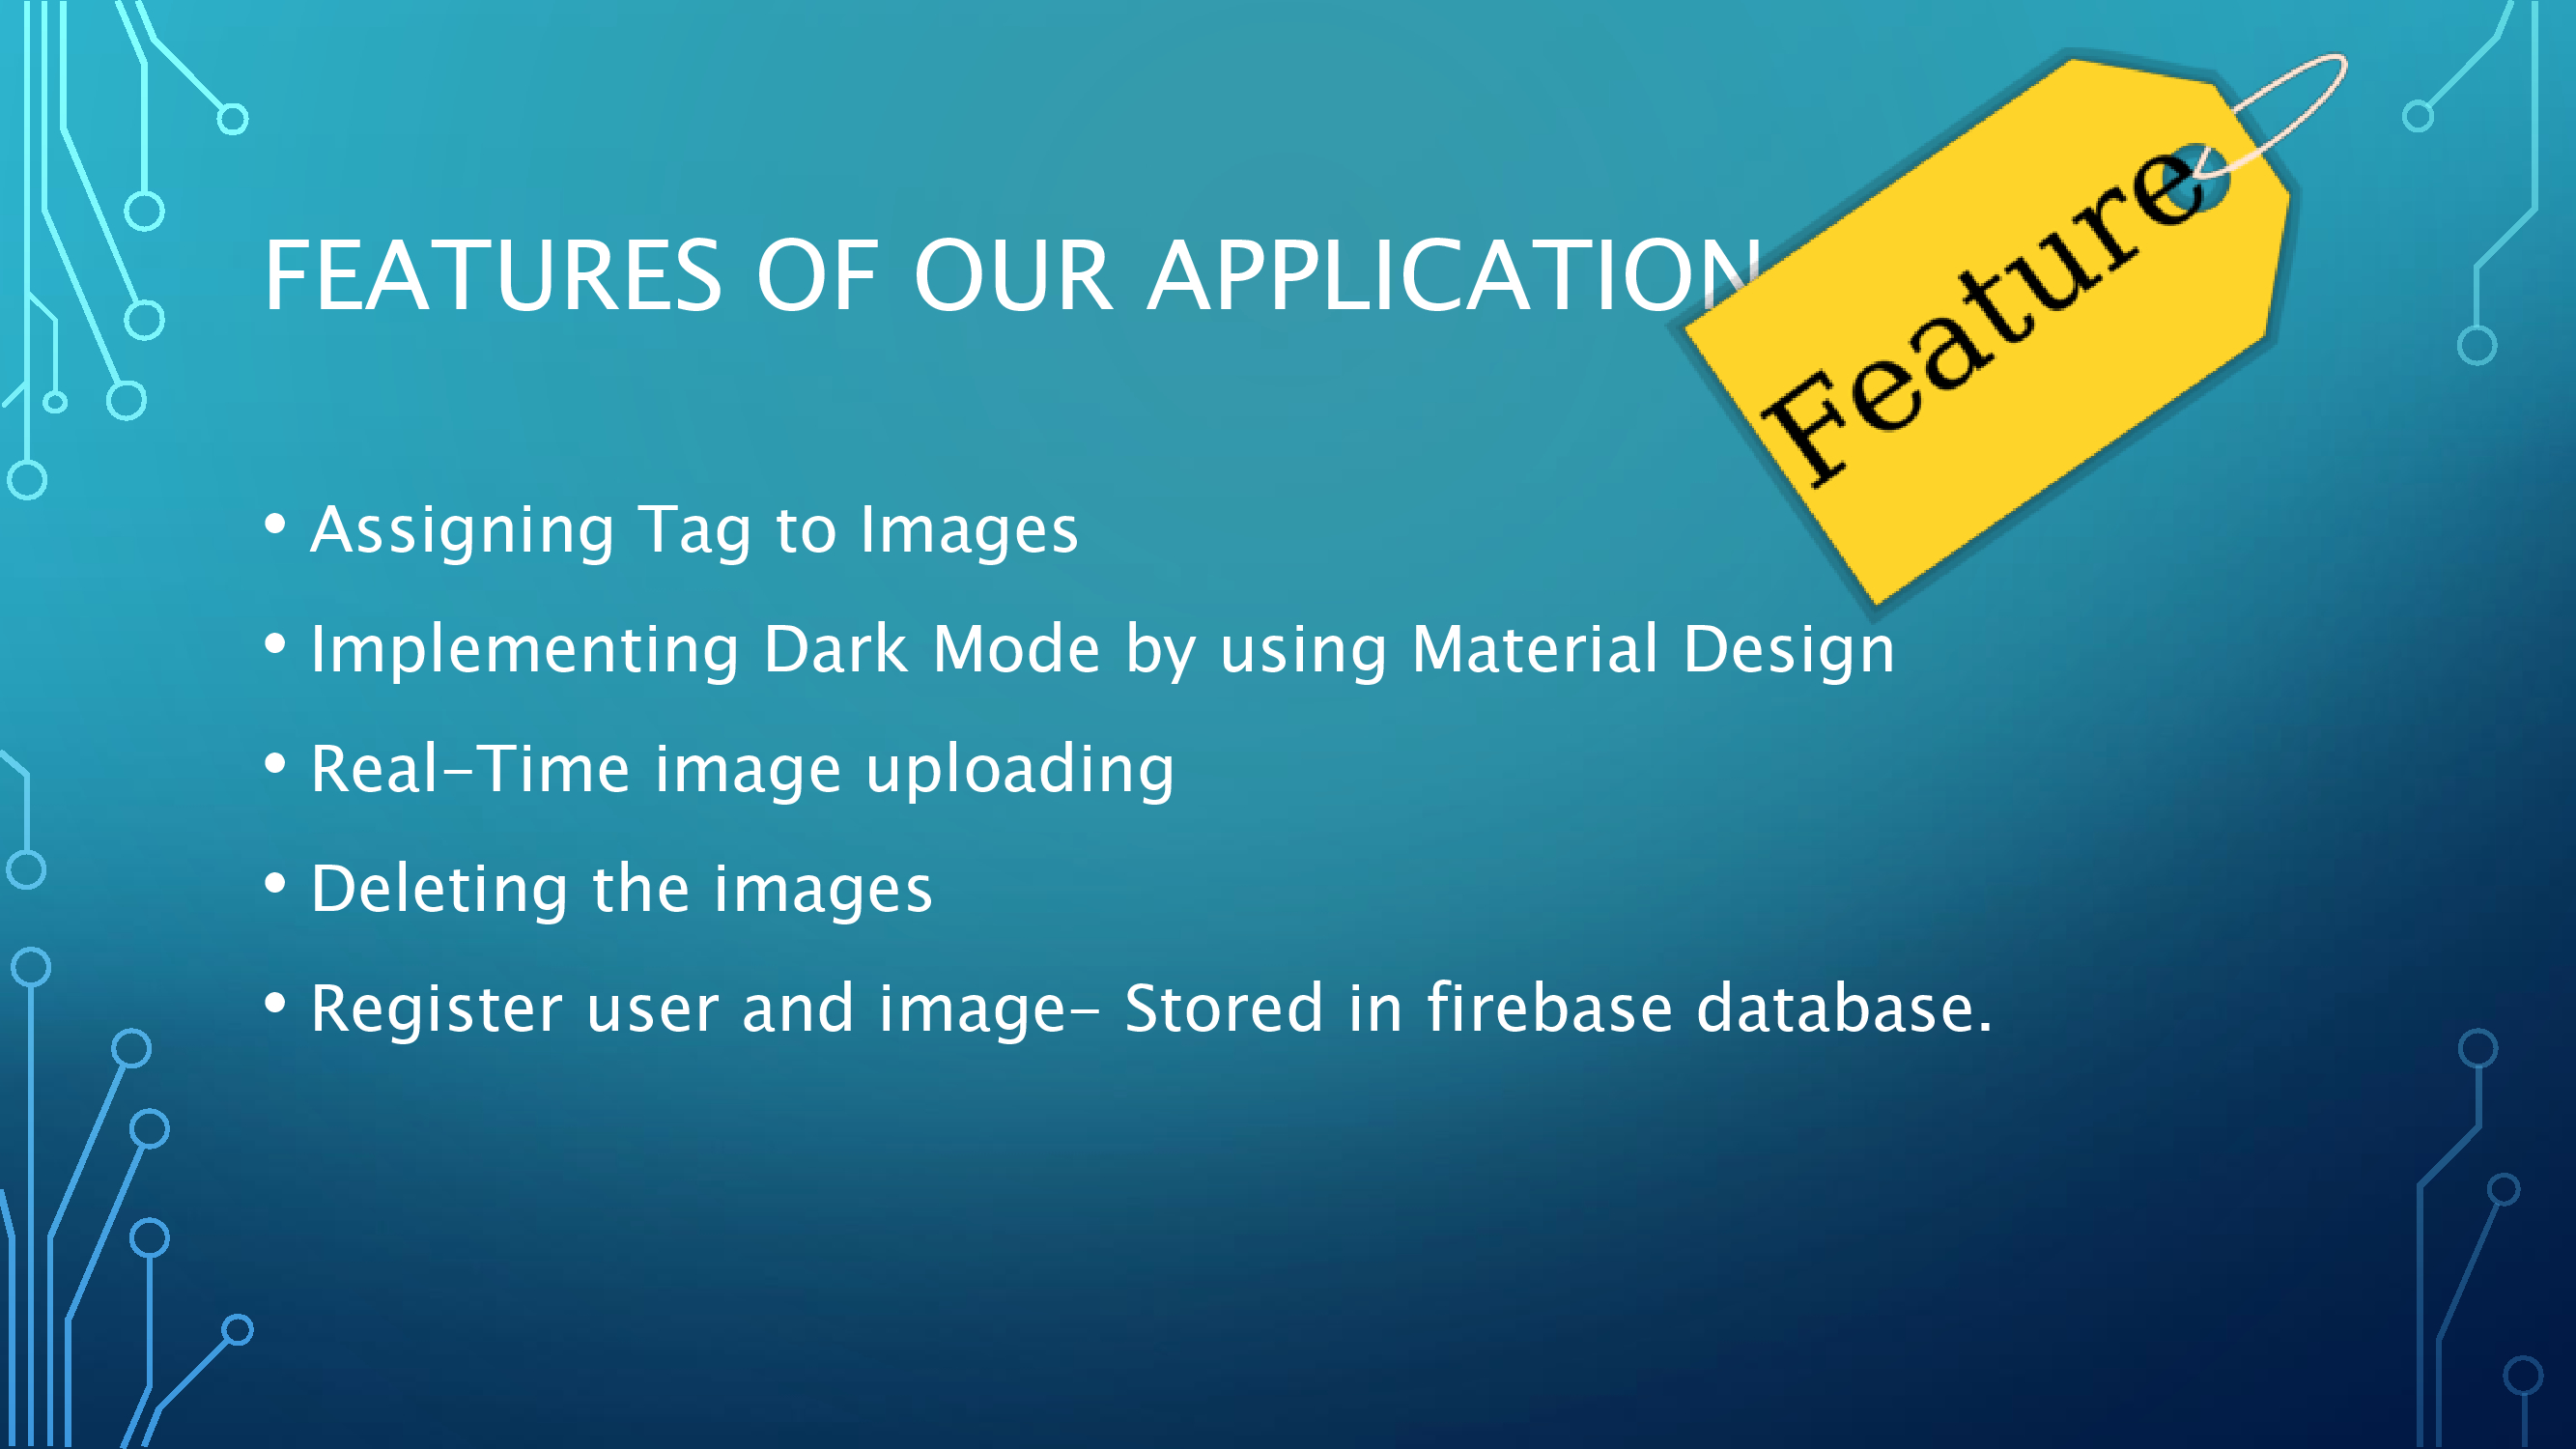 FEATURES OF OUR APPLICATION
Feature
• Assigning Tag to Images
• Implementing Dark Mode by using Material Design
• Real-Time image uploading
• Deleting the images
• Register user and image- Stored in firebase database.